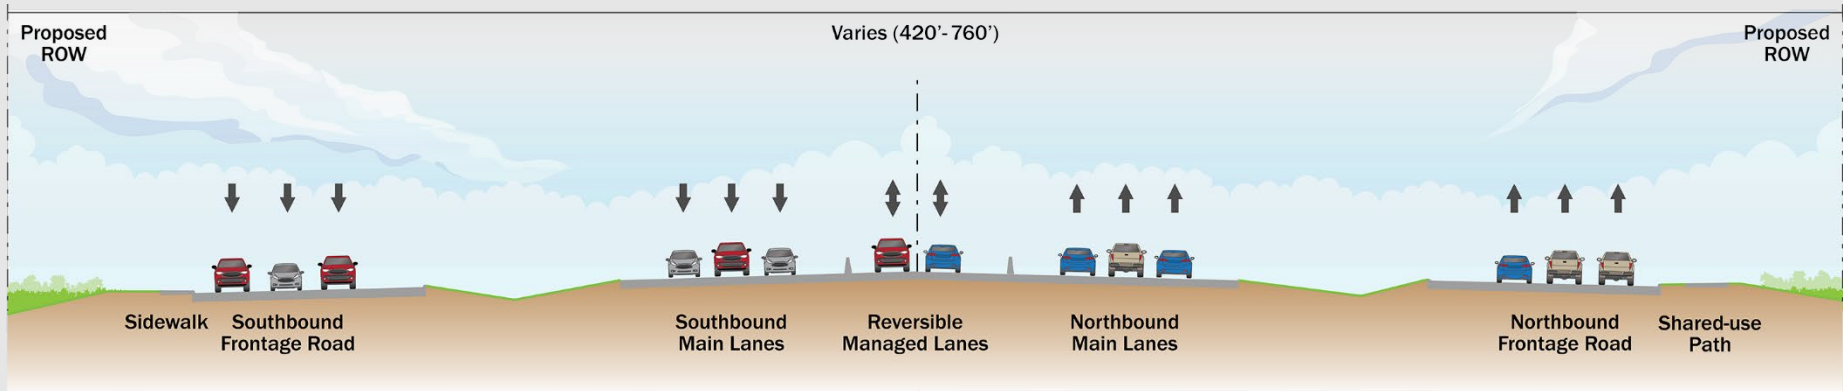 Proposed
ROW
Varies (420'- 760')
Proposed
ROW
Sidewalk
Southbound
Frontage Road
Southbound
Main Lanes
Reversible
Managed Lanes
Northbound
Main Lanes
Northbound
Frontage Road
Shared-use
Path